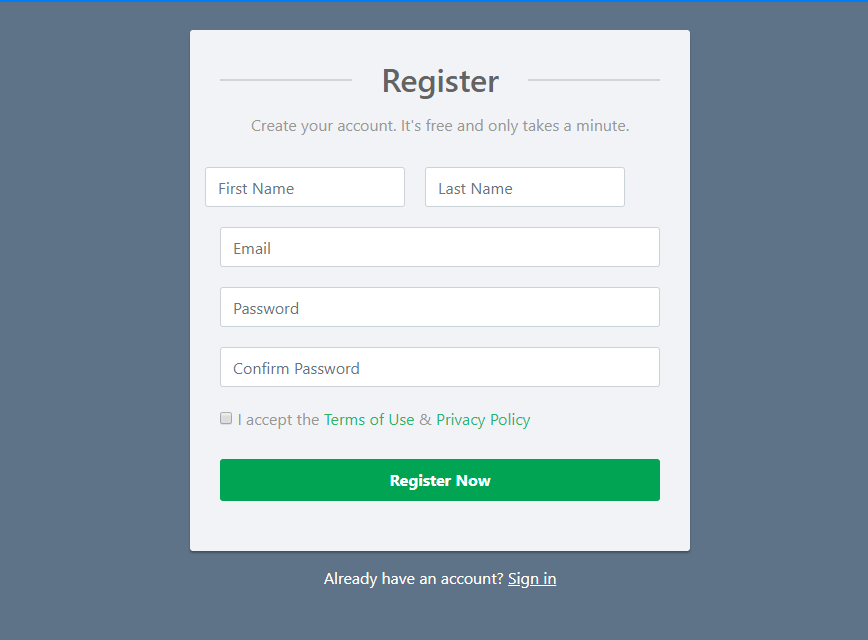 Register
Create your account. It's free and only takes a minute.
First Name Last Name
Email
Password
Confirm Password
I accept the Terms of Use & Privacy Policy
Register Now
Already have an account? Sign in